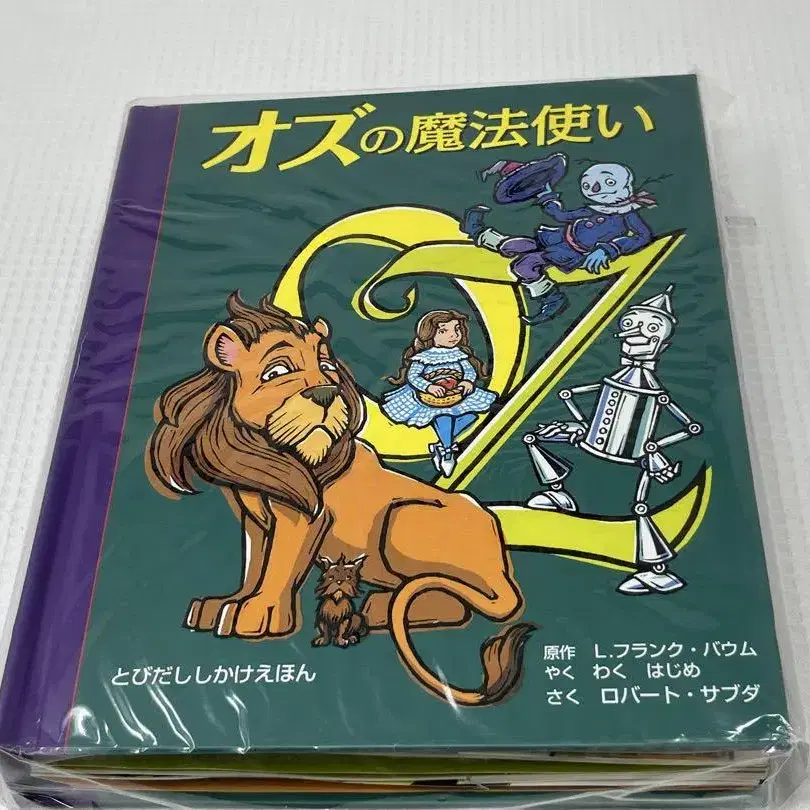 オズの魔法使い
とびだししかけえほん
原作 L.フランク・バウム
やく わく はじめ
さく ロバート・サブダ